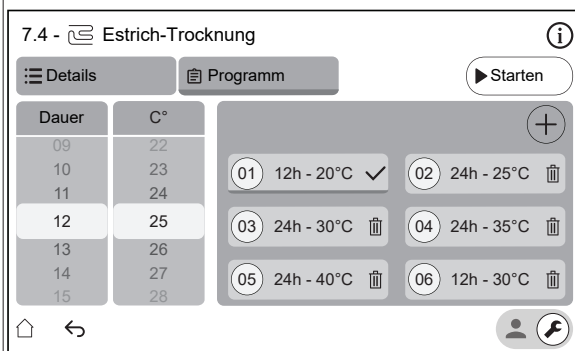 7.4 - Estrich-Trocknung
i
Details
Programm
Starten
Dauer
C°
09
22
10
23
11
24
12
25
13
26
14
27
15
28
01 12h - 20°C
02 24h - 25°C
03 24h - 30°C
04 24h - 35°C
05 24h - 40°C
06 12h - 30°C